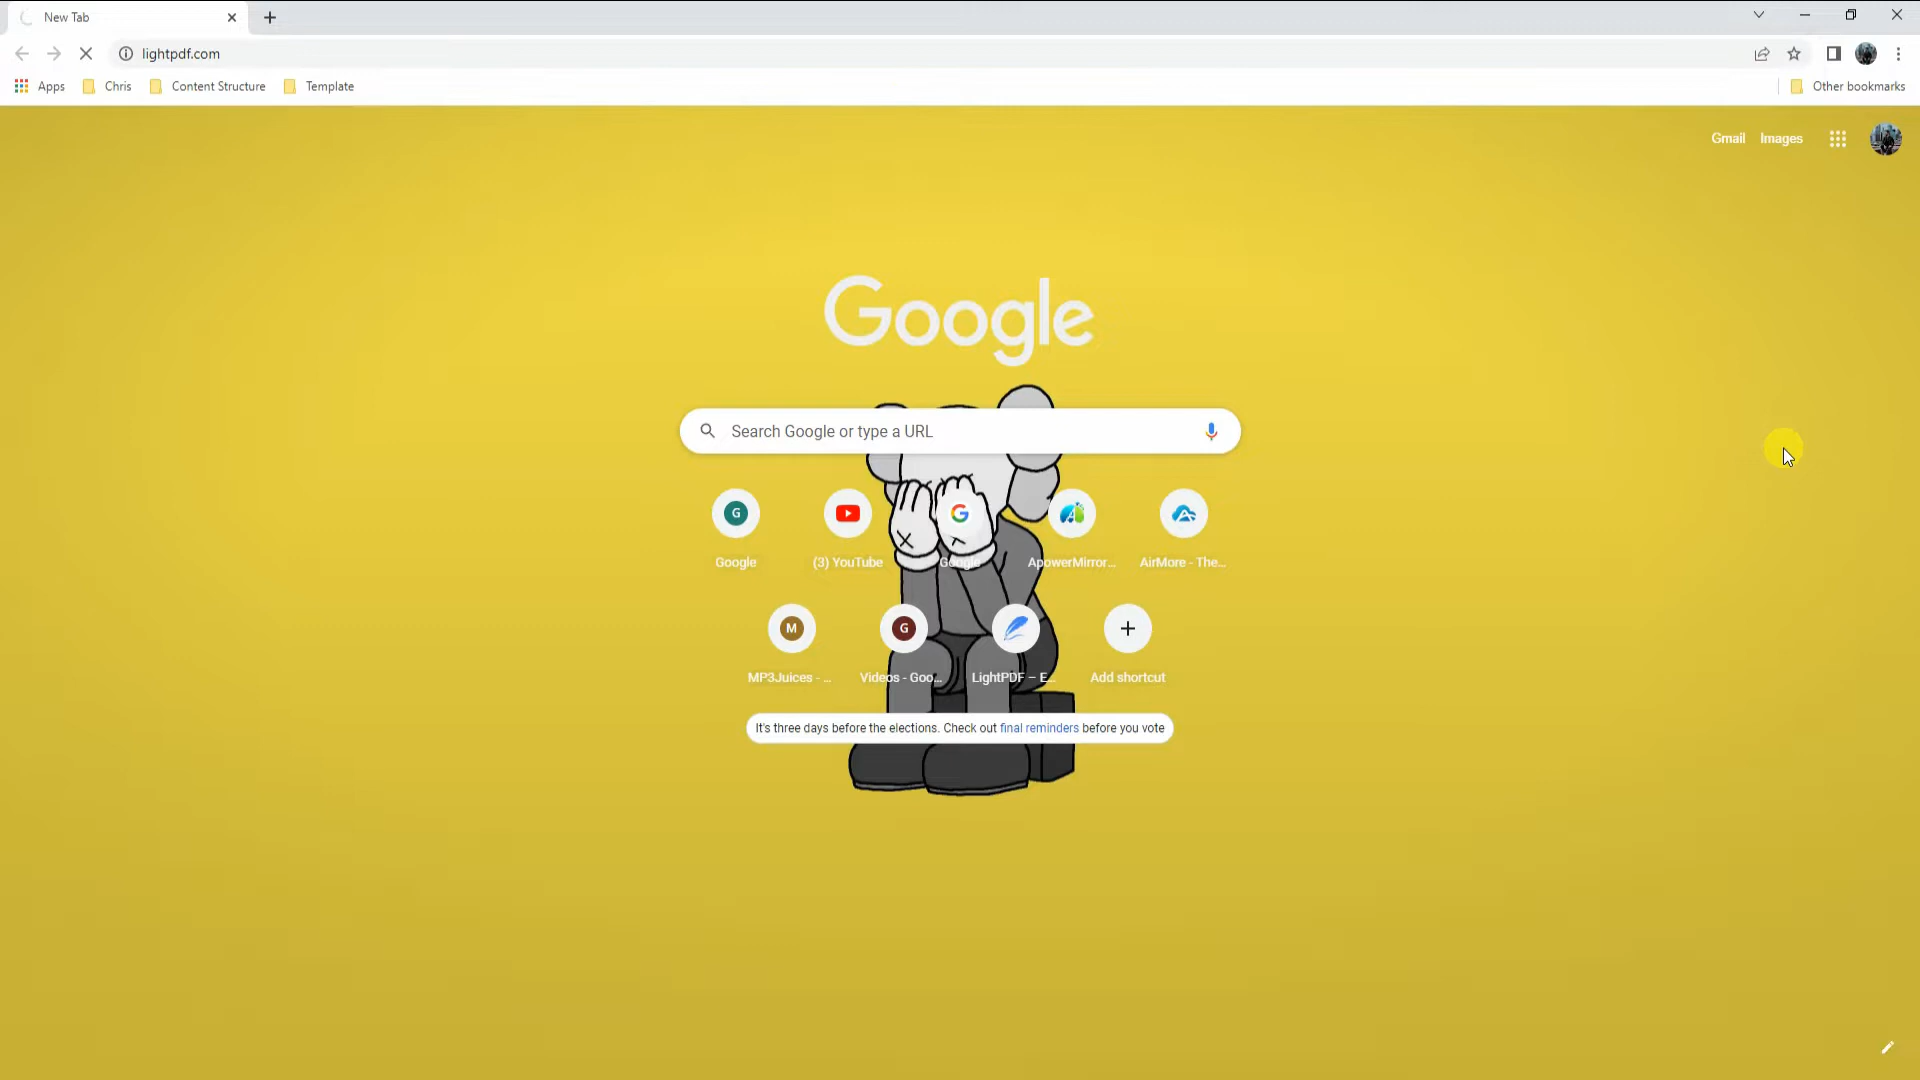 New Tab
lightpdf.com
Apps Chris Content Structure Template Other bookmarks
Gmail Images
Google
Search Google or type a URL
G G
Google (3) YouTube Google ApowerMirror... AirMore - The...
M G
MP3Juices - ... Videos - Goo... LightPDF – E... Add shortcut
It's three days before the elections. Check out final reminders before you vote